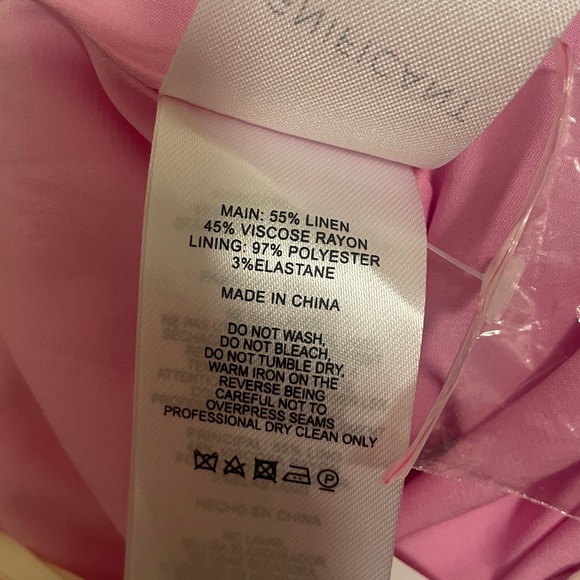 MAIN: 55% LINEN
45% VISCOSE RAYON
LINING: 97% POLYESTER
3%ELASTANE
MADE IN CHINA
DO NOT WASH,
DO NOT BLEACH,
DO NOT TUMBLE DRY,
WARM IRON ON THE
REVERSE BEING
CAREFUL NOT TO
OVERPRESS SEAMS
PROFESSIONAL DRY CLEAN ONLY
P
HECHO EN CHINA
NO LAVAR